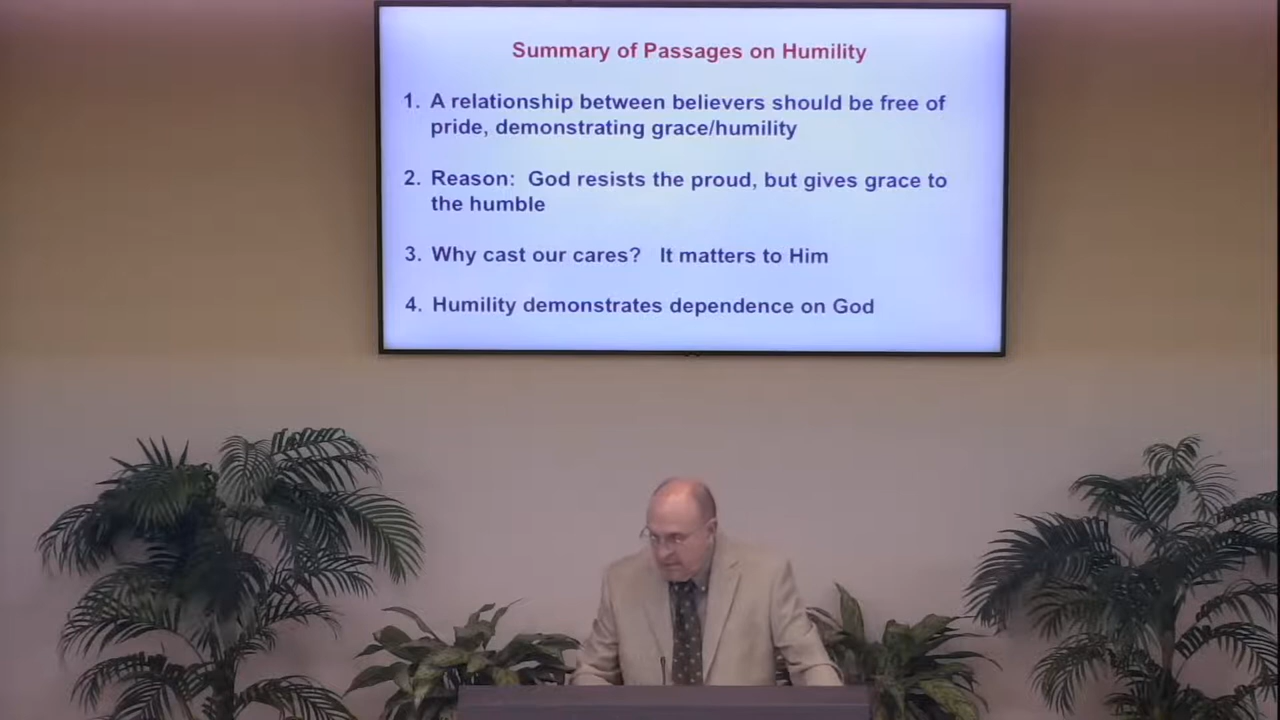 Summary of Passages on Humility
1. A relationship between believers should be free of
pride, demonstrating grace/humility
2. Reason: God resists the proud, but gives grace to
the humble
3. Why cast our cares? It matters to Him
4. Humility demonstrates dependence on God